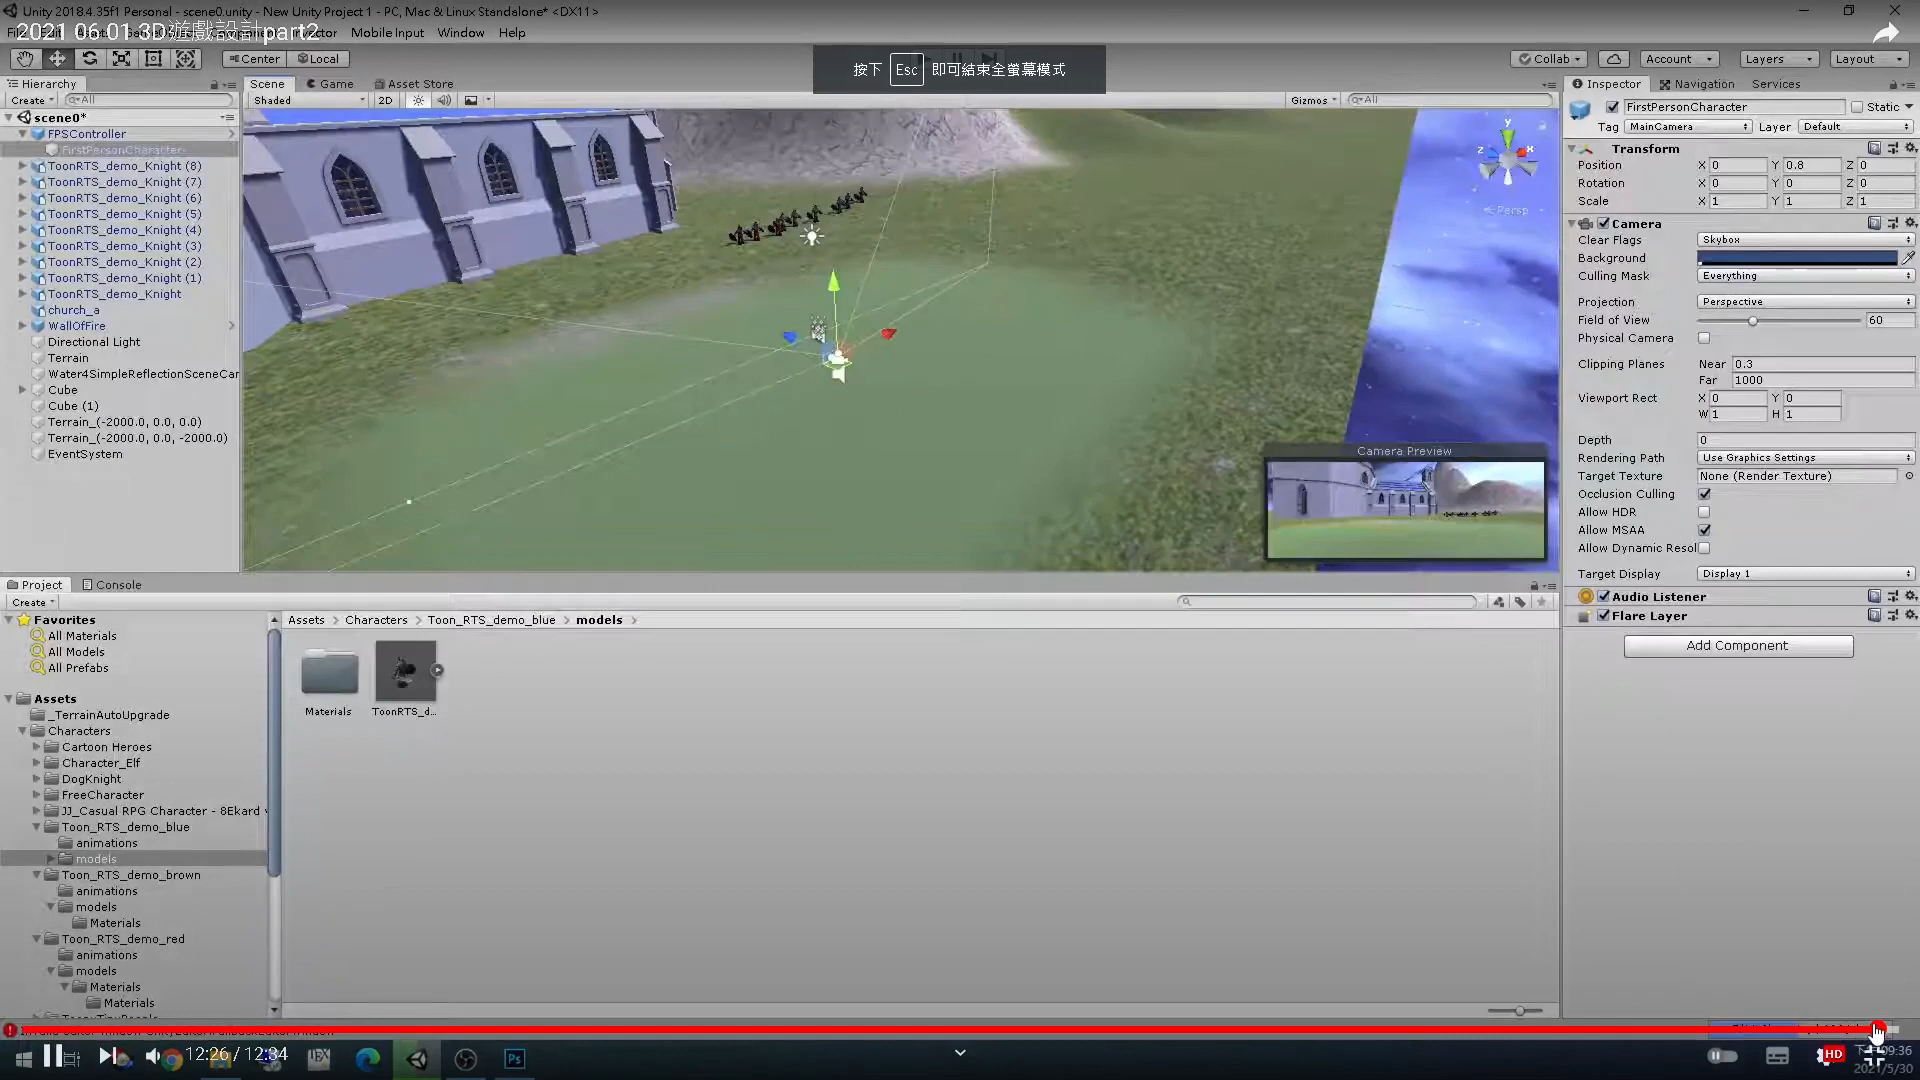 Unity 2018.4.35f1 Personal - scene0.unity - New Unity Project 1 - PC, Mac & Linux Standalone* <DX11>
2021 06.01 3D遊戲設計part2
Mobile Input Window Help
Center Local
按下 Esc 即可結束全螢幕模式
Collab Account Layers Layout
Hierarchy
Create All
scene0*
FPSController
FirstPersonCharacter
ToonRTS_demo_Knight (8)
ToonRTS_demo_Knight (7)
ToonRTS_demo_Knight (6)
ToonRTS_demo_Knight (5)
ToonRTS_demo_Knight (4)
ToonRTS_demo_Knight (3)
ToonRTS_demo_Knight (2)
ToonRTS_demo_Knight (1)
ToonRTS_demo_Knight
church_a
WallOfFire
Directional Light
Terrain
Water4SimpleReflectionSceneCar
Cube
Cube (1)
Terrain_(-2000.0, 0.0, 0.0)
Terrain_(-2000.0, 0.0, -2000.0)
EventSystem
Scene Game Asset Store
Shaded 2D Gizmos All
y
z x
Persp
Camera Preview
Inspector Navigation Services
FirstPersonCharacter Static
Tag MainCamera Layer Default
Transform
Position X 0 Y 0.8 Z 0
Rotation X 0 Y 0 Z 0
Scale X 1 Y 1 Z 1
Camera
Clear Flags Skybox
Background
Culling Mask Everything
Projection Perspective
Field of View 60
Physical Camera
Clipping Planes Near 0.3
Far 1000
Viewport Rect X 0 Y 0
W 1 H 1
Depth 0
Rendering Path Use Graphics Settings
Target Texture None (Render Texture)
Occlusion Culling
Allow HDR
Allow MSAA
Allow Dynamic Resol
Target Display Display 1
Audio Listener
Flare Layer
Add Component
Project Console
Create
Favorites
All Materials
All Models
All Prefabs
Assets
_TerrainAutoUpgrade
Characters
Cartoon Heroes
Character_Elf
DogKnight
FreeCharacter
JJ_Casual RPG Character - 8Ekard
Toon_RTS_demo_blue
animations
models
Toon_RTS_demo_brown
animations
models
Materials
Toon_RTS_demo_red
animations
models
Materials
Materials
Assets > Characters > Toon_RTS_demo_blue > models >
Materials
ToonRTS_d...
12:26 / 12:34
Ps
HD
下午 09:36
2021/5/30